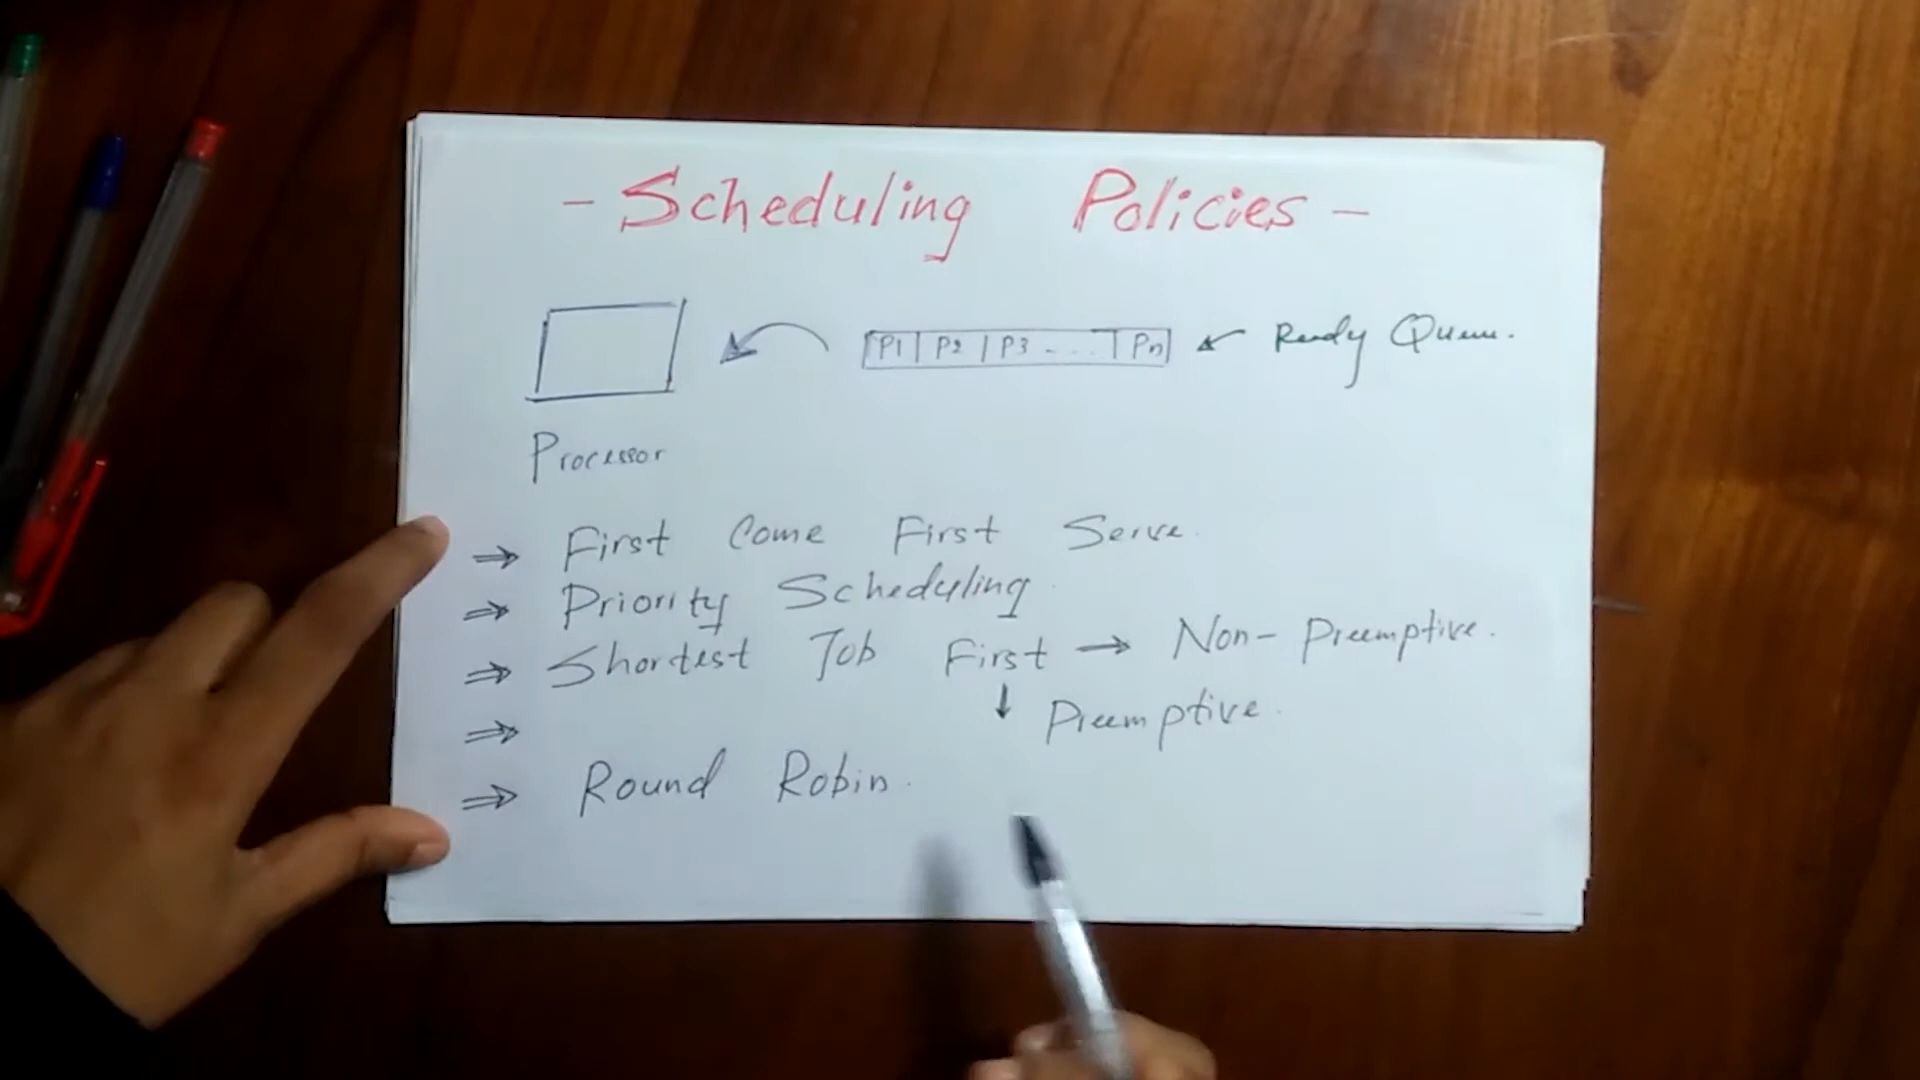 - Scheduling Policies -
P1 | P2 | P3 - . . . | Pn ↙ Ready Queue.
Processor
⇒ First Come First Serve.
⇒ Priority Scheduling
⇒ Shortest Job First → Non-Preemptive.
⇒ ↓ Preemptive.
⇒ Round Robin.